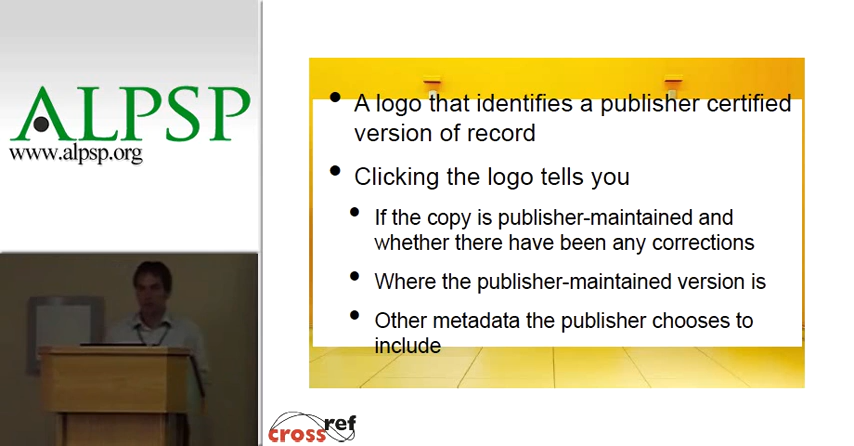 ALPSP
www.alpsp.org
• A logo that identifies a publisher certified
version of record
• Clicking the logo tells you
• If the copy is publisher-maintained and
whether there have been any corrections
• Where the publisher-maintained version is
• Other metadata the publisher chooses to
include
crossref